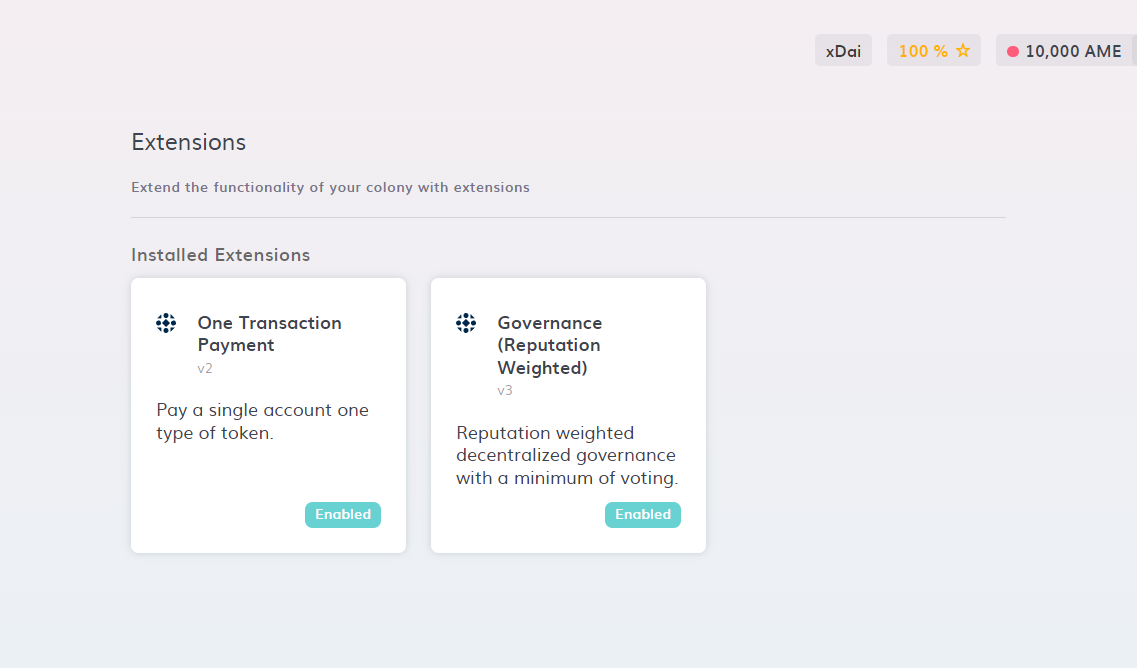 xDai
100 %
10,000 AME
Extensions
Extend the functionality of your colony with extensions
Installed Extensions
One Transaction
Payment
v2
Pay a single account one
type of token.
Enabled
Governance
(Reputation
Weighted)
v3
Reputation weighted
decentralized governance
with a minimum of voting.
Enabled